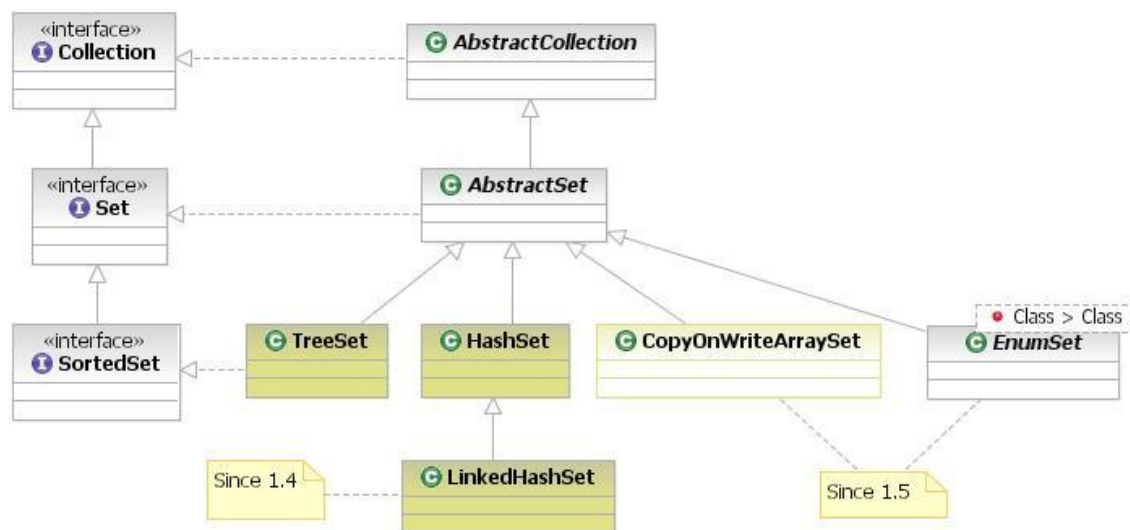 «interface»
Collection
AbstractCollection
«interface»
Set
AbstractSet
«interface»
SortedSet
TreeSet
HashSet
CopyOnWriteArraySet
Class > Class
EnumSet
Since 1.4
LinkedHashSet
Since 1.5